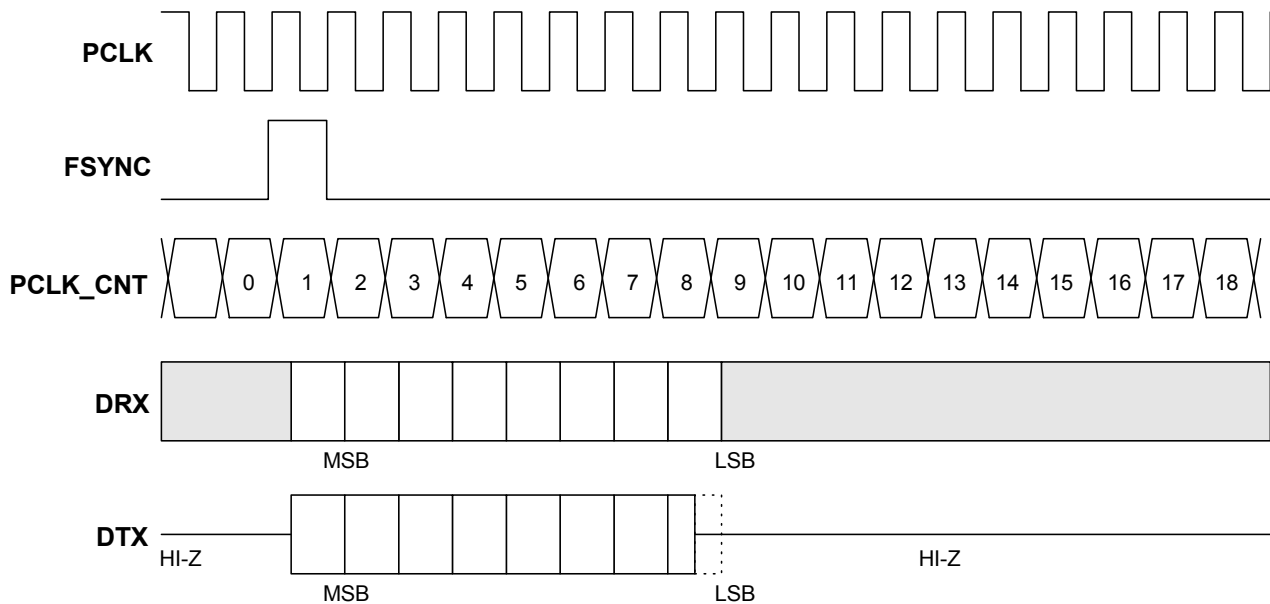 PCLK
FSYNC
PCLK_CNT 0 1 2 3 4 5 6 7 8 9 10 11 12 13 14 15 16 17 18
DRX
MSB LSB
DTX
HI-Z HI-Z
MSB LSB